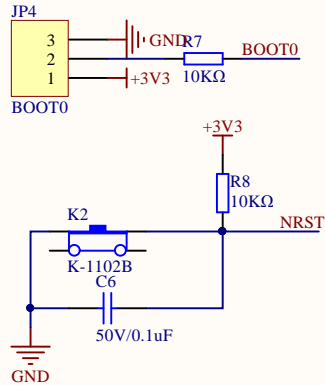 JP4
3
GND
R7
BOOT0
2
10KΩ
1
+3V3
BOOT0
+3V3
R8
10KΩ
K2
NRST
K-1102B
C6
50V/0.1uF
GND